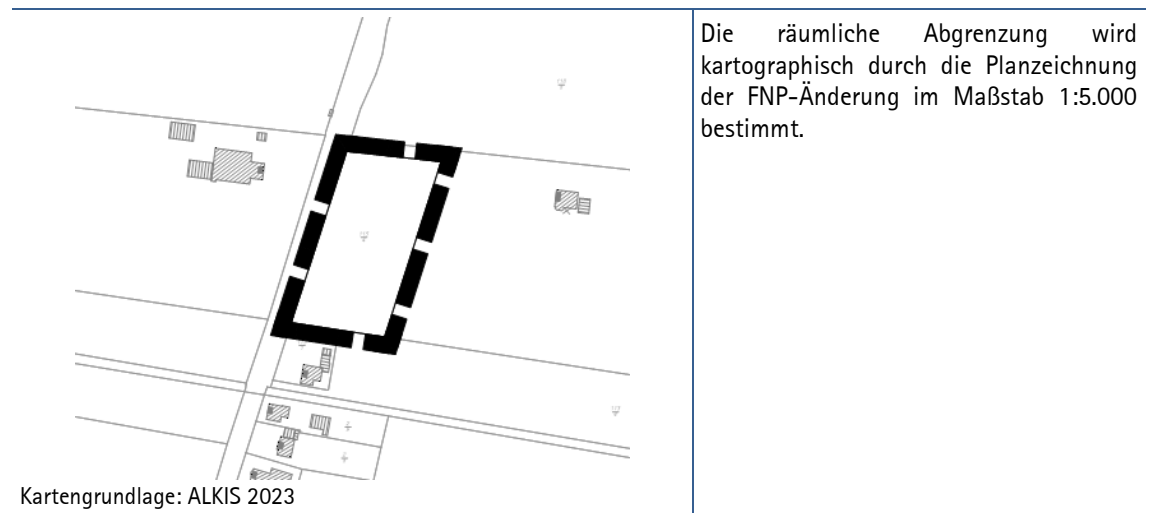 Die räumliche Abgrenzung wird
kartographisch durch die Planzeichnung
der FNP-Änderung im Maßstab 1:5.000
bestimmt.
Kartengrundlage: ALKIS 2023